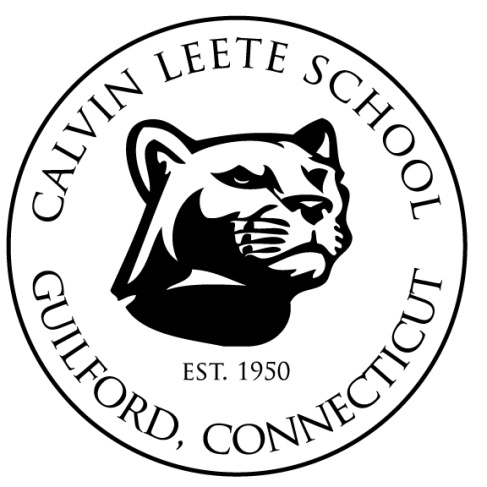 CALVIN LEETE SCHOOL
EST. 1950
GUILFORD, CONNECTICUT